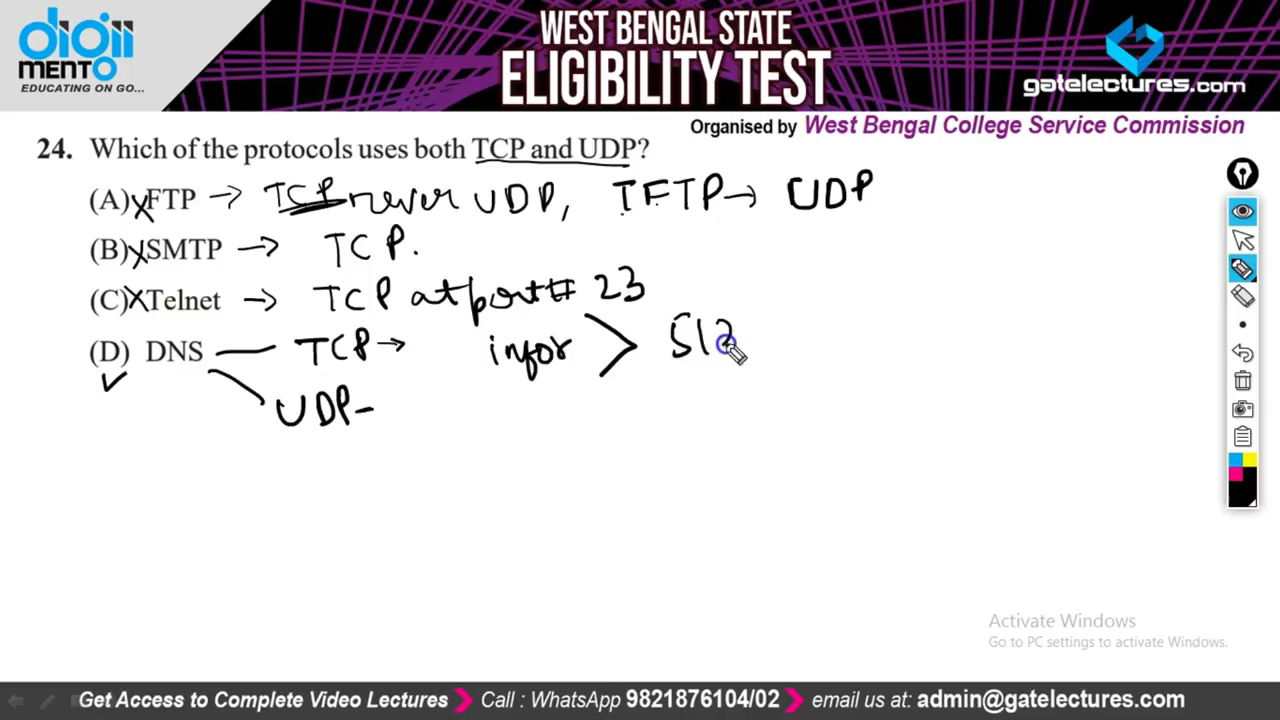 digii
MENTO
EDUCATING ON GO...
WEST BENGAL STATE
ELIGIBILITY TEST
gatelectures.com
Organised by West Bengal College Service Commission
24. Which of the protocols uses both TCP and UDP?
(A) FTP → TCP never UDP, TFTP → UDP
(B) SMTP → TCP.
(C) Telnet → TCP at port # 23
(D) DNS — TCP → infor > 512
UDP -
Activate Windows
Go to PC settings to activate Windows.
Get Access to Complete Video Lectures Call : WhatsApp 9821876104/02 email us at: admin@gatelectures.com